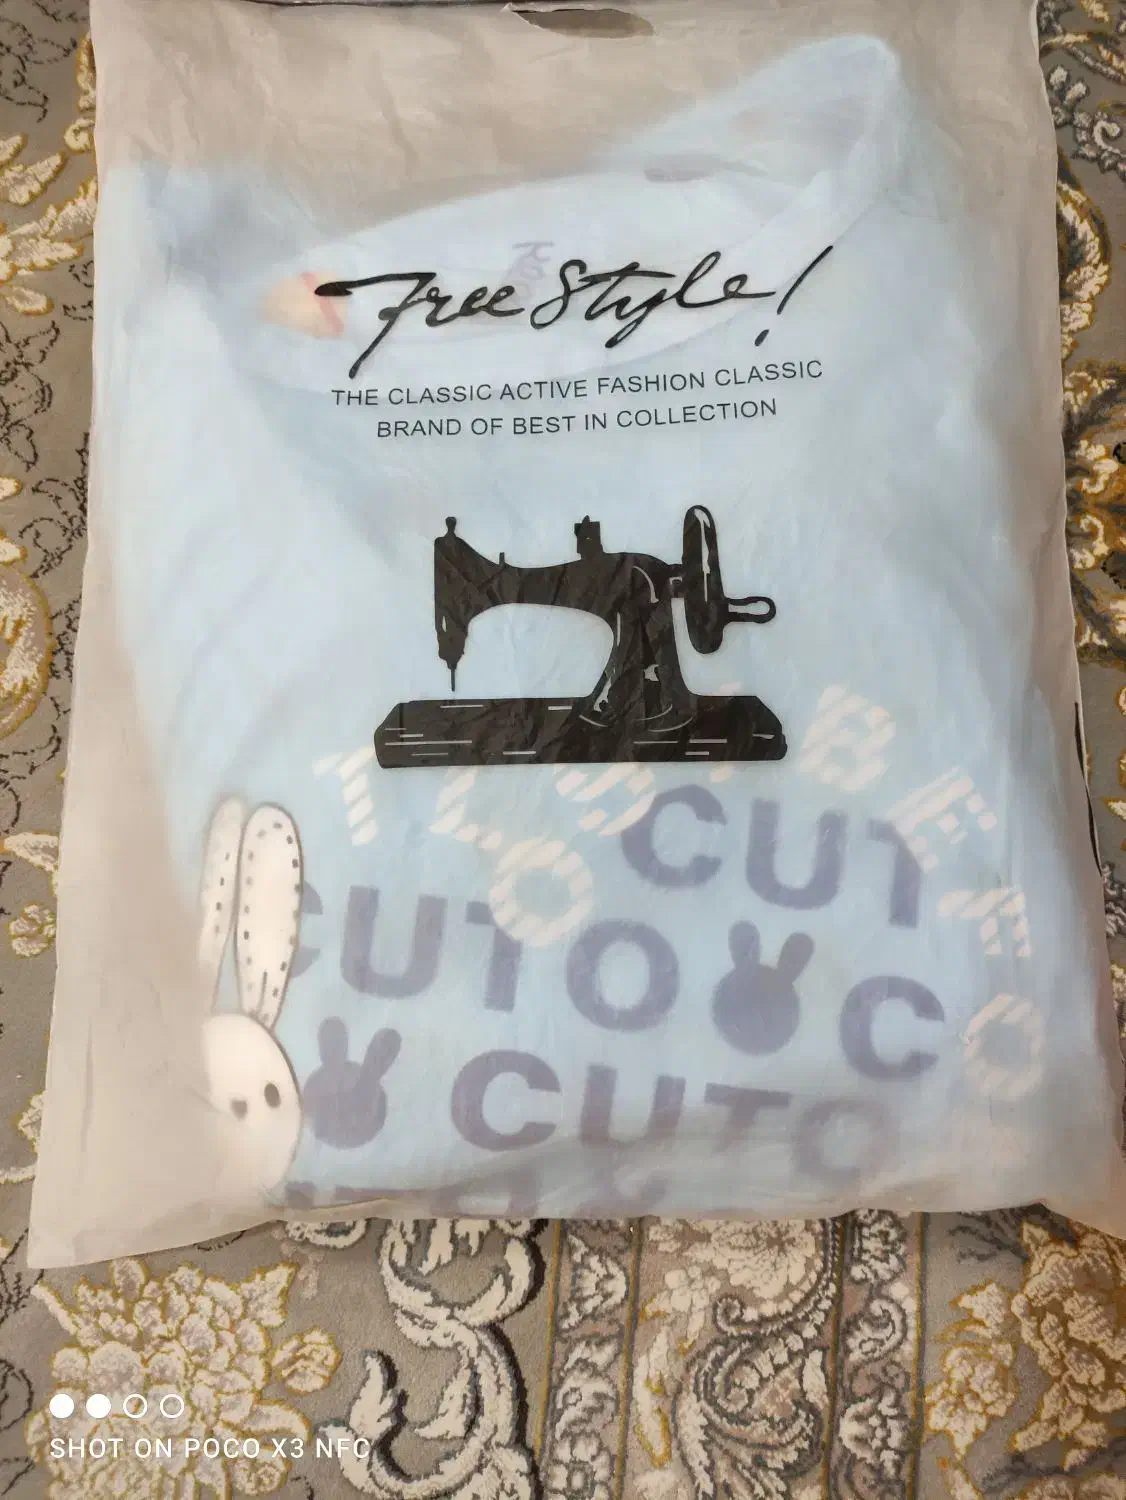 Free Style!
THE CLASSIC ACTIVE FASHION CLASSIC
BRAND OF BEST IN COLLECTION
CUT
CUTO C
CUTO
SHOT ON POCO X3 NFC